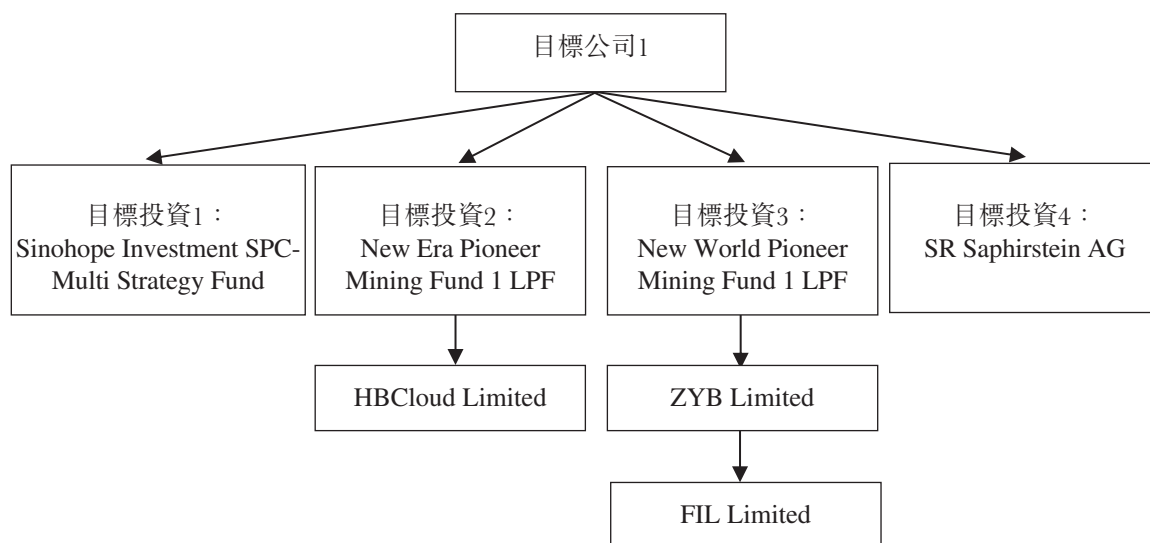 目標公司1
目標投資1：
Sinohope Investment SPC-
Multi Strategy Fund
目標投資2：
New Era Pioneer
Mining Fund 1 LPF
目標投資3：
New World Pioneer
Mining Fund 1 LPF
目標投資4：
SR Saphirstein AG
HBCloud Limited
ZYB Limited
FIL Limited